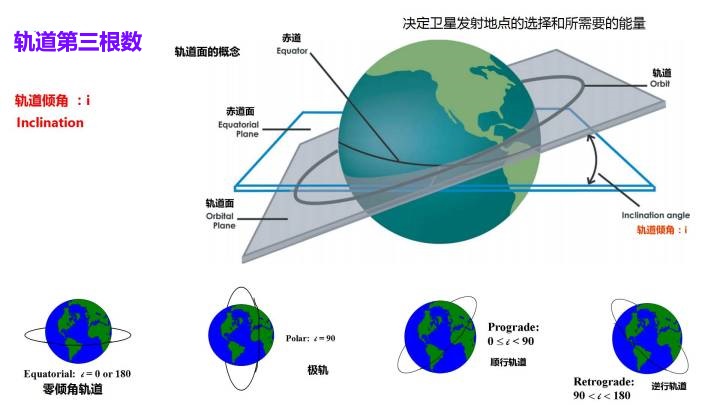 决定卫星发射地点的选择和所需要的能量
轨道第三根数
轨道面的概念
赤道
Equator
轨道
Orbit
轨道倾角 ：i
Inclination
赤道面
Equatorial
Plane
轨道面
Orbital
Plane
Inclination angle
轨道倾角：i
Equatorial: i = 0 or 180
零倾角轨道
Polar: i = 90
极轨
Prograde:
0 ≤ i < 90
顺行轨道
Retrograde:
90 < i < 180
逆行轨道